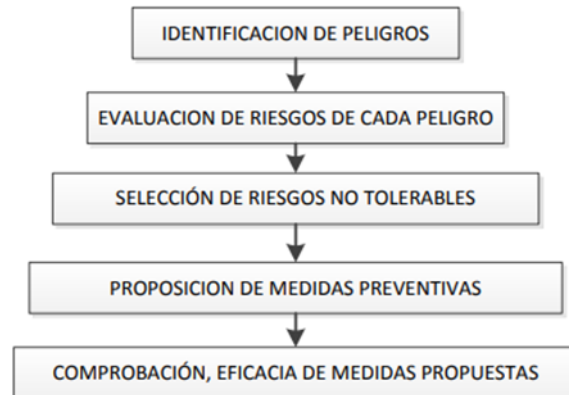 IDENTIFICACION DE PELIGROS
EVALUACION DE RIESGOS DE CADA PELIGRO
SELECCIÓN DE RIESGOS NO TOLERABLES
PROPOSICION DE MEDIDAS PREVENTIVAS
COMPROBACIÓN, EFICACIA DE MEDIDAS PROPUESTAS